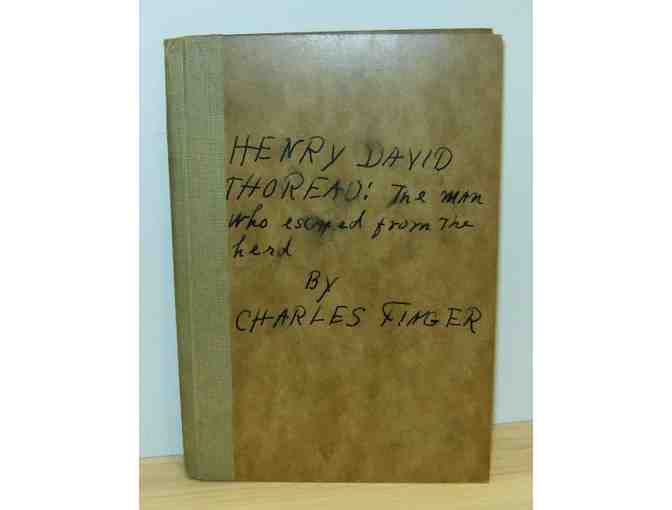 HENRY DAVID
THOREAU: The MAN
who escaped from The
herd
By
CHARLES FINGER